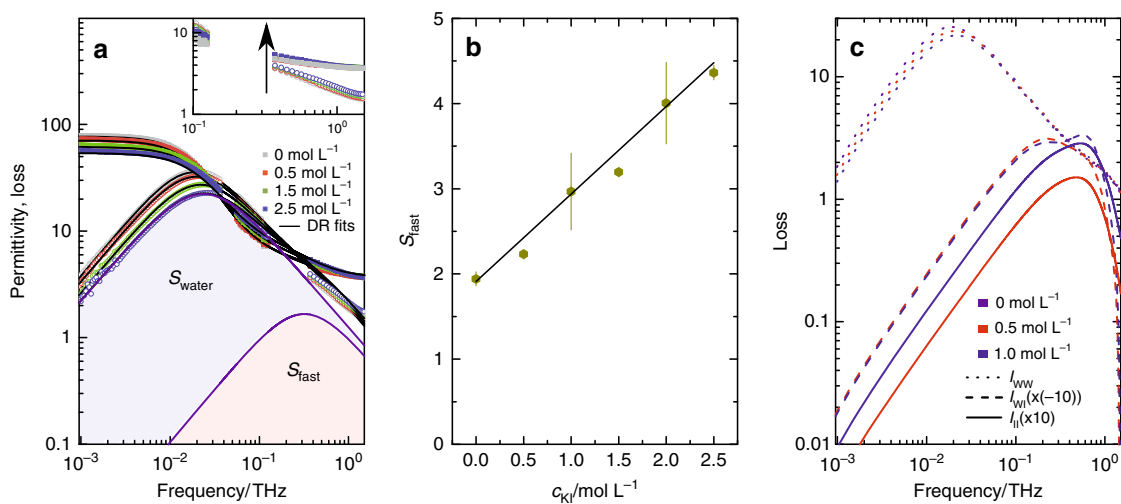 a
10
1
10⁻¹
10⁰
100
10
1
0.1
Permittivity, loss
0 mol L⁻¹
0.5 mol L⁻¹
1.5 mol L⁻¹
2.5 mol L⁻¹
DR fits
S_water
S_fast
10⁻³
10⁻²
10⁻¹
10⁰
Frequency/THz
b
6
5
4
3
2
1
0
S_fast
0.0
0.5
1.0
1.5
2.0
2.5
c_KI/mol L⁻¹
c
10
1
0.1
0.01
Loss
0 mol L⁻¹
0.5 mol L⁻¹
1.0 mol L⁻¹
I_WW
I_WI(x(−10))
I_II(x10)
10⁻³
10⁻²
10⁻¹
10⁰
Frequency/THz